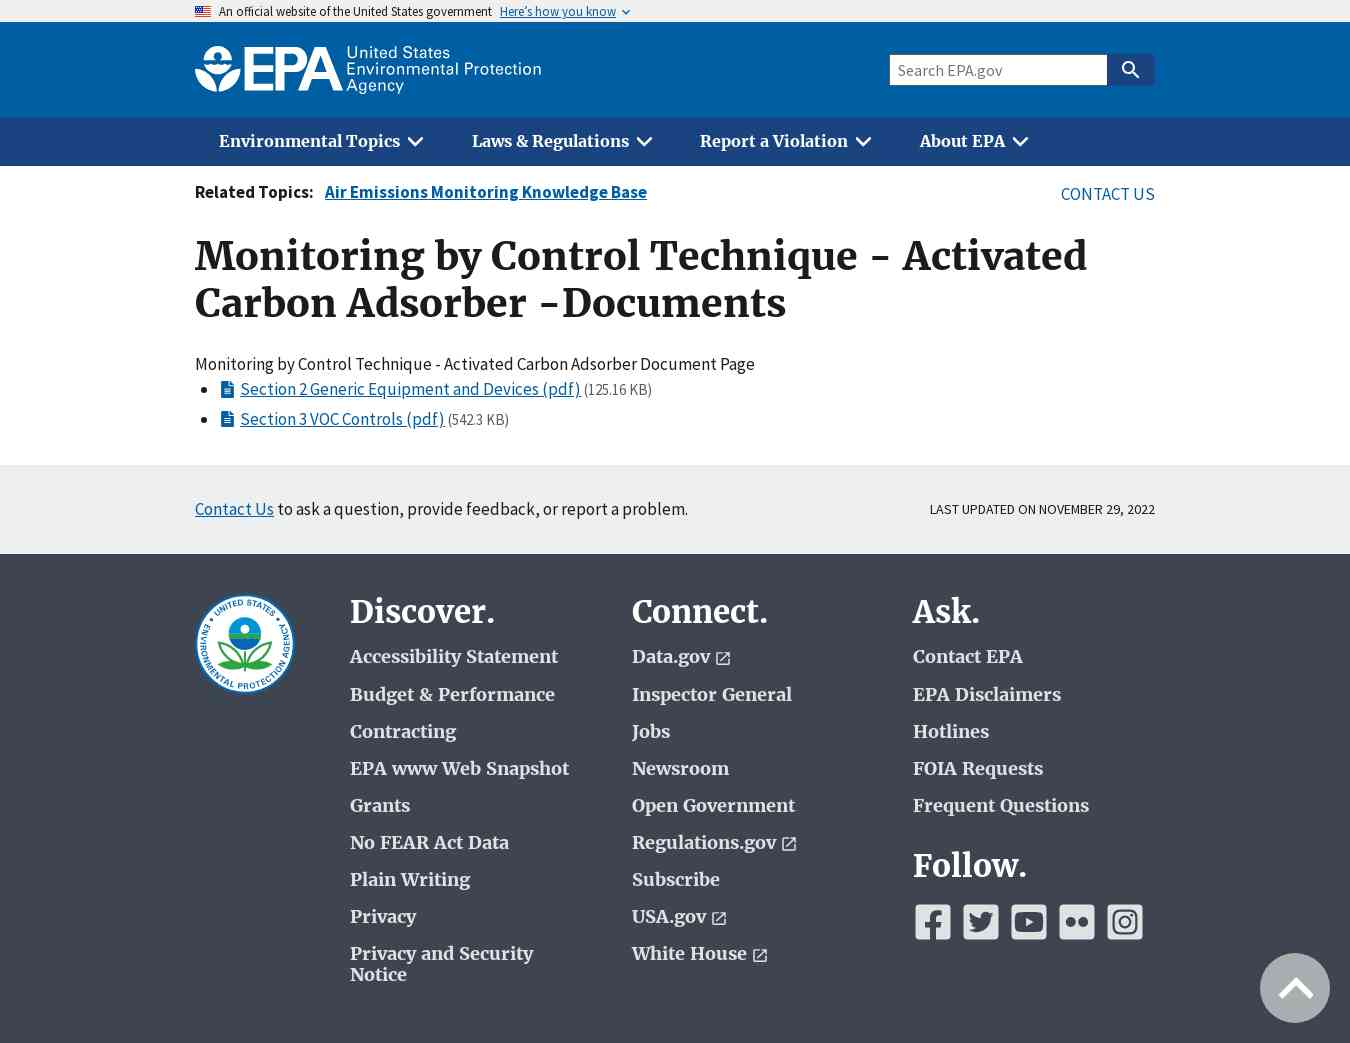 An official website of the United States government Here's how you know
EPA United States
Environmental Protection
Agency
Search EPA.gov
Environmental Topics Laws & Regulations Report a Violation About EPA
Related Topics: Air Emissions Monitoring Knowledge Base CONTACT US
Monitoring by Control Technique - Activated
Carbon Adsorber -Documents
Monitoring by Control Technique - Activated Carbon Adsorber Document Page
Section 2 Generic Equipment and Devices (pdf) (125.16 KB)
Section 3 VOC Controls (pdf) (542.3 KB)
Contact Us to ask a question, provide feedback, or report a problem. LAST UPDATED ON NOVEMBER 29, 2022
UNITED STATES
ENVIRONMENTAL PROTECTION AGENCY
Discover.
Accessibility Statement
Budget & Performance
Contracting
EPA www Web Snapshot
Grants
No FEAR Act Data
Plain Writing
Privacy
Privacy and Security
Notice
Connect.
Data.gov
Inspector General
Jobs
Newsroom
Open Government
Regulations.gov
Subscribe
USA.gov
White House
Ask.
Contact EPA
EPA Disclaimers
Hotlines
FOIA Requests
Frequent Questions
Follow.